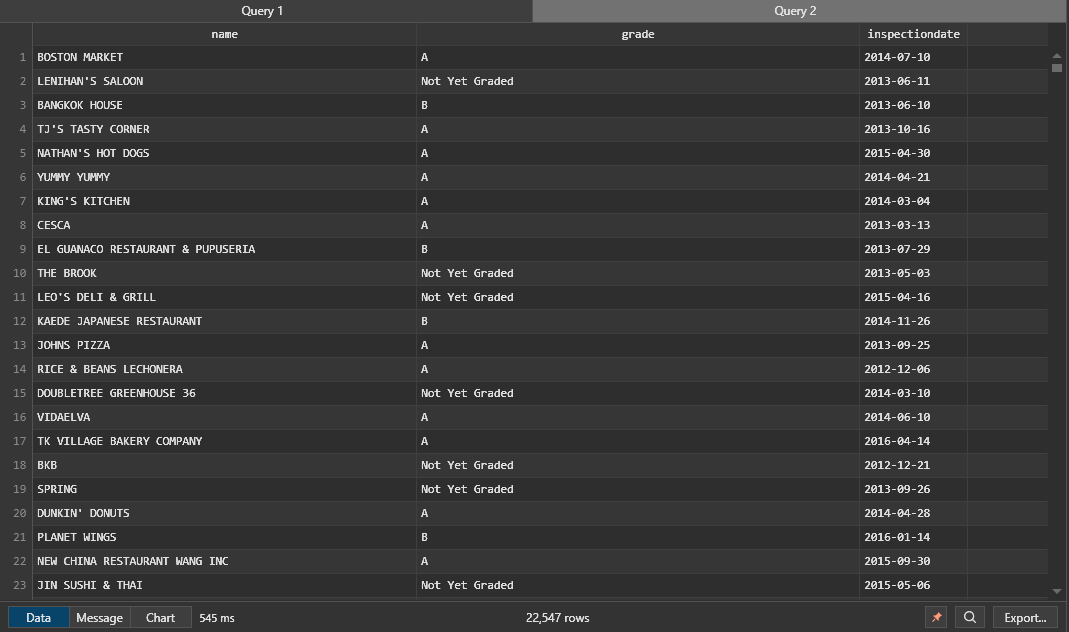 Query 1 Query 2
name grade inspectiondate
1 BOSTON MARKET A 2014-07-10
2 LENIHAN'S SALOON Not Yet Graded 2013-06-11
3 BANGKOK HOUSE B 2013-06-10
4 TJ'S TASTY CORNER A 2013-10-16
5 NATHAN'S HOT DOGS A 2015-04-30
6 YUMMY YUMMY A 2014-04-21
7 KING'S KITCHEN A 2014-03-04
8 CESCA A 2013-03-13
9 EL GUANACO RESTAURANT & PUPUSERIA B 2013-07-29
10 THE BROOK Not Yet Graded 2013-05-03
11 LEO'S DELI & GRILL Not Yet Graded 2015-04-16
12 KAEDE JAPANESE RESTAURANT B 2014-11-26
13 JOHNS PIZZA A 2013-09-25
14 RICE & BEANS LECHONERA A 2012-12-06
15 DOUBLETREE GREENHOUSE 36 Not Yet Graded 2014-03-10
16 VIDAELVA A 2014-06-10
17 TK VILLAGE BAKERY COMPANY A 2016-04-14
18 BKB Not Yet Graded 2012-12-21
19 SPRING Not Yet Graded 2013-09-26
20 DUNKIN' DONUTS A 2014-04-28
21 PLANET WINGS B 2016-01-14
22 NEW CHINA RESTAURANT WANG INC A 2015-09-30
23 JIN SUSHI & THAI Not Yet Graded 2015-05-06
Data Message Chart 545 ms 22,547 rows Export...